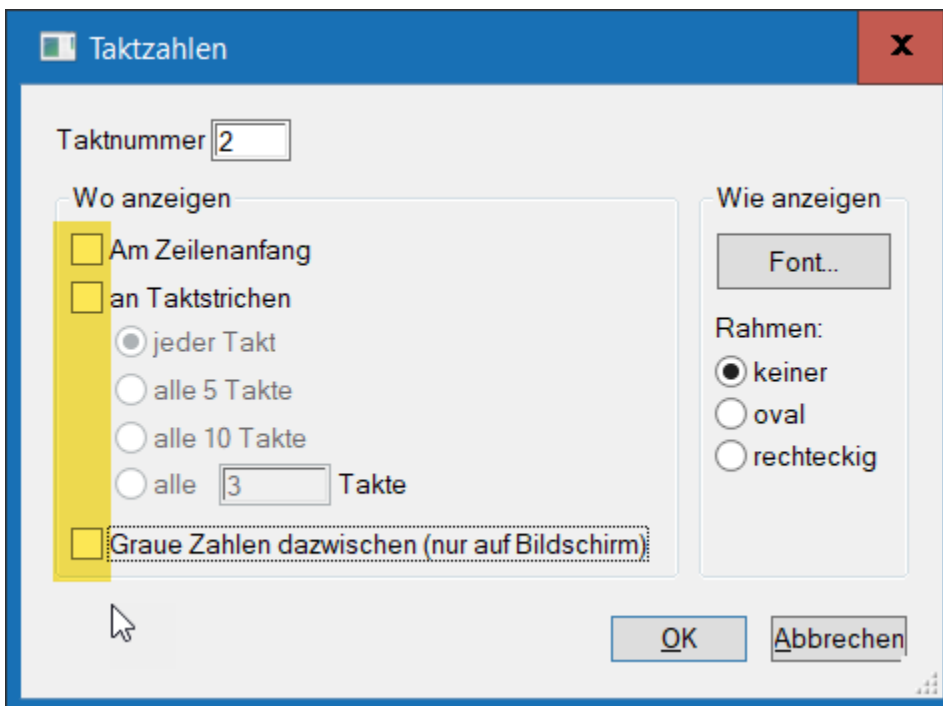 Taktzahlen
x
Taktnummer 2
Wo anzeigen
Am Zeilenanfang
an Taktstrichen
jeder Takt
alle 5 Takte
alle 10 Takte
alle 3 Takte
Graue Zahlen dazwischen (nur auf Bildschirm)
Wie anzeigen
Font...
Rahmen:
keiner
oval
rechteckig
OK
Abbrechen